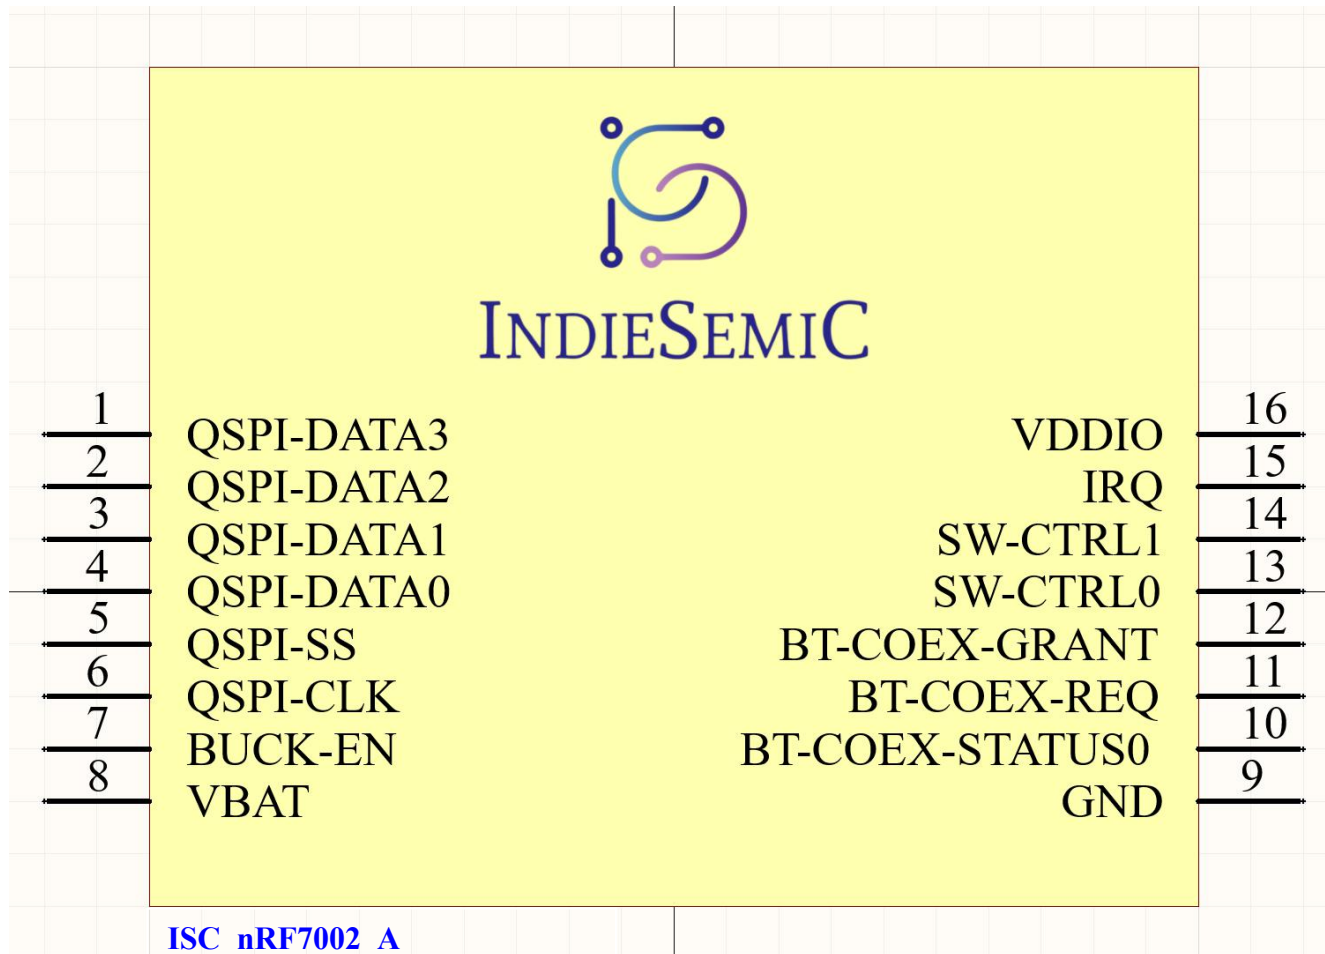 INDIESEMIC
1 QSPI-DATA3 VDDIO 16
2 QSPI-DATA2 IRQ 15
3 QSPI-DATA1 SW-CTRL1 14
4 QSPI-DATA0 SW-CTRL0 13
5 QSPI-SS BT-COEX-GRANT 12
6 QSPI-CLK BT-COEX-REQ 11
7 BUCK-EN BT-COEX-STATUS0 10
8 VBAT GND 9
ISC nRF7002 A